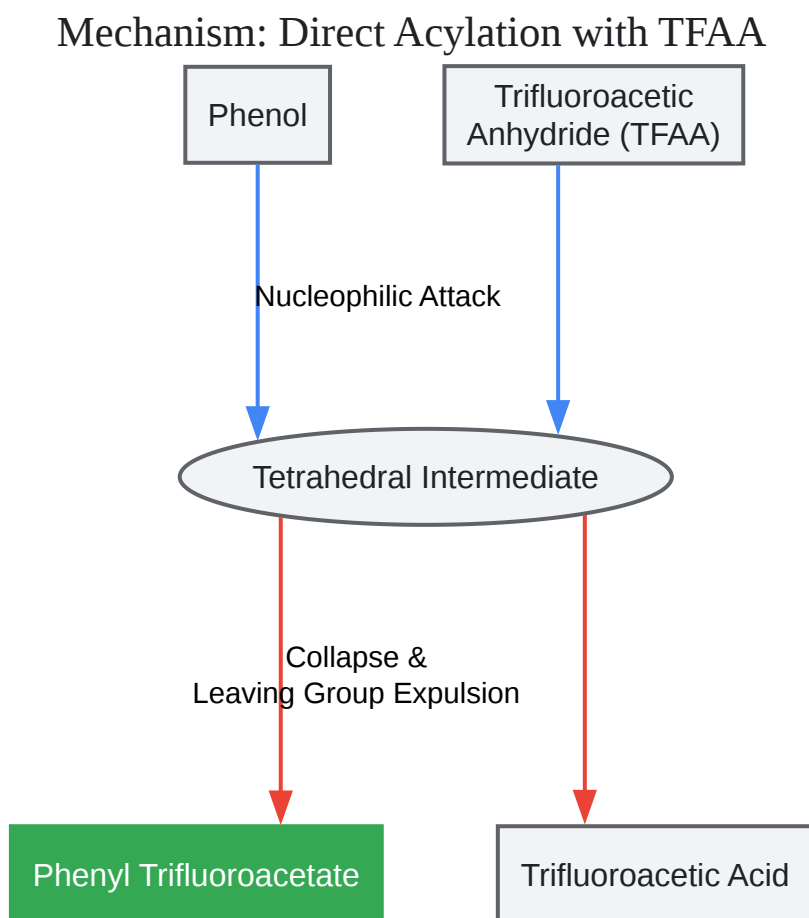 Mechanism: Direct Acylation with TFAA
Phenol
Trifluoroacetic
Anhydride (TFAA)
Nucleophilic Attack
Tetrahedral Intermediate
Collapse &
Leaving Group Expulsion
Phenyl Trifluoroacetate
Trifluoroacetic Acid